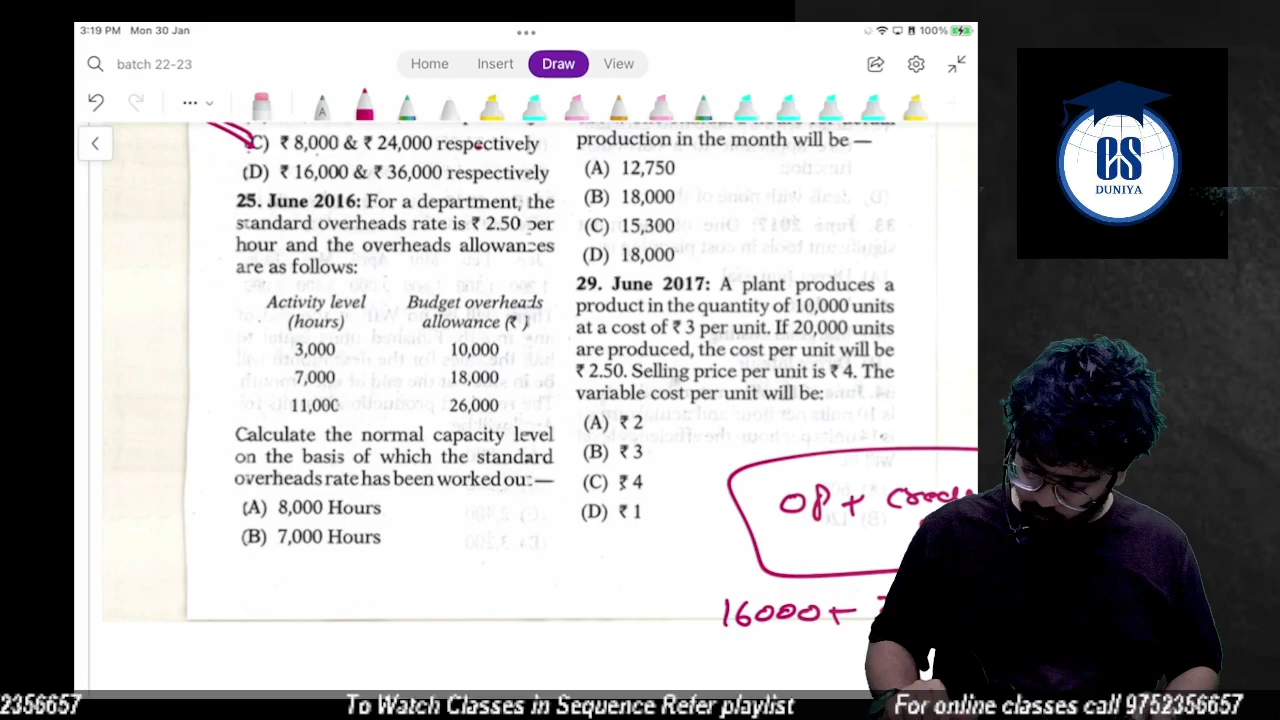 3:19 PM Mon 30 Jan
100%
batch 22-23
Home Insert Draw View
C) ₹ 8,000 & ₹ 24,000 respectively
(D) ₹ 16,000 & ₹ 36,000 respectively
25. June 2016: For a department, the
standard overheads rate is ₹ 2.50 per
hour and the overheads allowances
are as follows:
Activity level Budget overheads
(hours) allowance (₹)
3,000 10,000
7,000 18,000
11,000 26,000
Calculate the normal capacity level
on the basis of which the standard
overheads rate has been worked out:—
(A) 8,000 Hours
(B) 7,000 Hours
production in the month will be —
(A) 12,750
(B) 18,000
(C) 15,300
(D) 18,000
29. June 2017: A plant produces a
product in the quantity of 10,000 units
at a cost of ₹ 3 per unit. If 20,000 units
are produced, the cost per unit will be
₹ 2.50. Selling price per unit is ₹ 4. The
variable cost per unit will be:
(A) ₹ 2
(B) ₹ 3
(C) ₹ 4
(D) ₹ 1
OP +
16000 +
CS
DUNIYA
2356657 To Watch Classes in Sequence Refer playlist For online classes call 9752356657